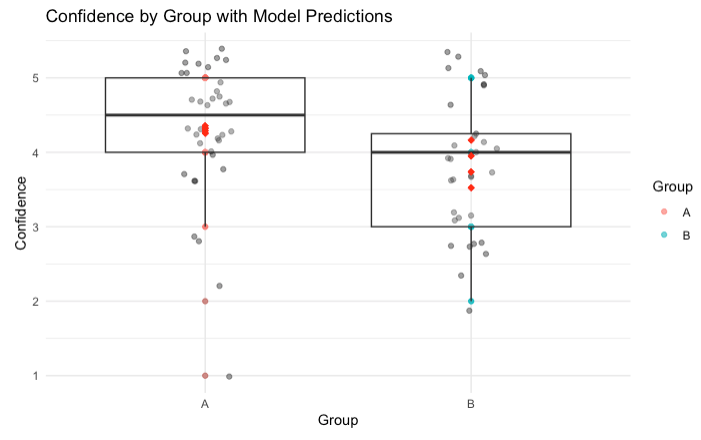 Confidence by Group with Model Predictions
Confidence
5
4
3
2
1
A
B
Group
Group
A
B